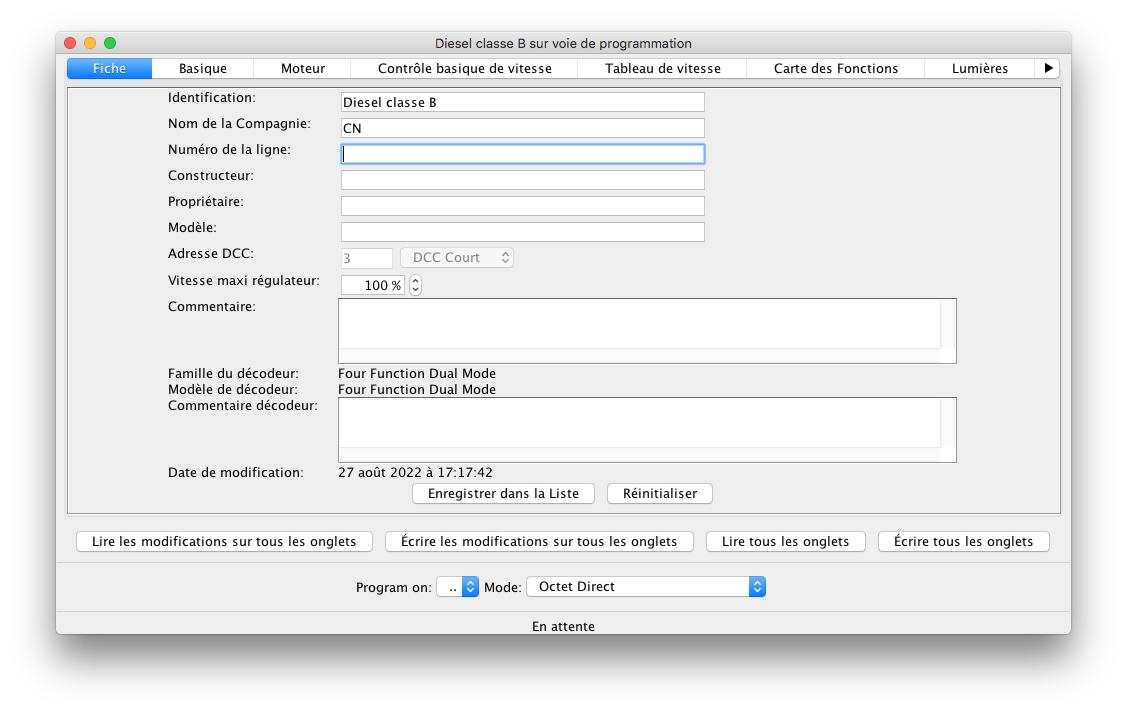 Diesel classe B sur voie de programmation
Fiche Basique Moteur Contrôle basique de vitesse Tableau de vitesse Carte des Fonctions Lumières
Identification: Diesel classe B
Nom de la Compagnie: CN
Numéro de la ligne:
Constructeur:
Propriétaire:
Modèle:
Adresse DCC: 3 DCC Court
Vitesse maxi régulateur: 100 %
Commentaire:
Famille du décodeur: Four Function Dual Mode
Modèle de décodeur: Four Function Dual Mode
Commentaire décodeur:
Date de modification: 27 août 2022 à 17:17:42
Enregistrer dans la Liste Réinitialiser
Lire les modifications sur tous les onglets Écrire les modifications sur tous les onglets Lire tous les onglets Écrire tous les onglets
Program on: .. Mode: Octet Direct
En attente